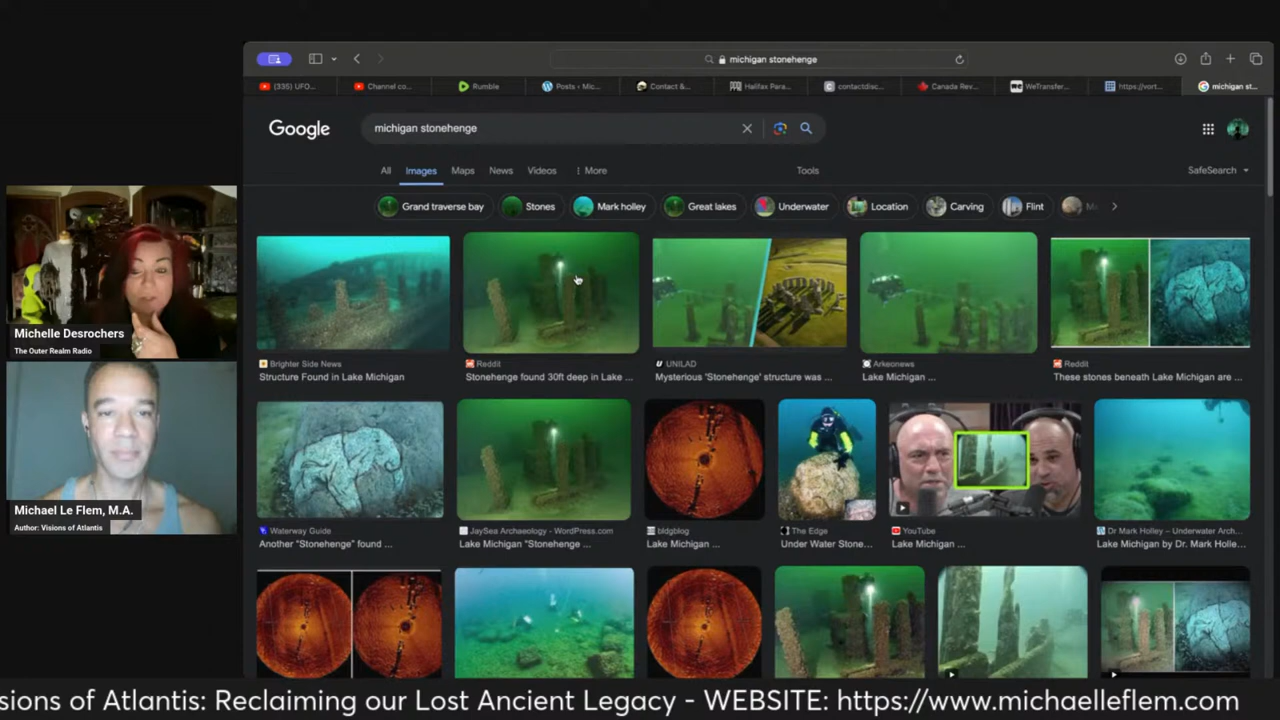 michigan stonehenge
(335) UFO...
Channel co...
Rumble
Posts - Mic...
Contact &...
Halifax Para...
contactdisc...
Canada Rev...
WeTransfer...
https://vort...
michigan st...
Google
michigan stonehenge
All
Images
Maps
News
Videos
More
Tools
SafeSearch
Grand traverse bay
Stones
Mark holley
Great lakes
Underwater
Location
Carving
Flint
Brighter Side News
Structure Found in Lake Michigan
Reddit
Stonehenge found 30ft deep in Lake ...
UNILAD
Mysterious 'Stonehenge' structure was ...
Arkeonews
Lake Michigan ...
Reddit
These stones beneath Lake Michigan are ...
Michelle Desrochers
The Outer Realm Radio
Michael Le Flem, M.A.
Author: Visions of Atlantis
Waterway Guide
Another “Stonehenge” found ...
JaySea Archaeology - WordPress.com
Lake Michigan "Stonehenge ...
bldgblog
Lake Michigan ...
The Edge
Under Water Stone...
YouTube
Lake Michigan ...
Dr Mark Holley – Underwater Arch...
Lake Michigan by Dr. Mark Holle...
sions of Atlantis: Reclaiming our Lost Ancient Legacy - WEBSITE: https://www.michaelleflem.com